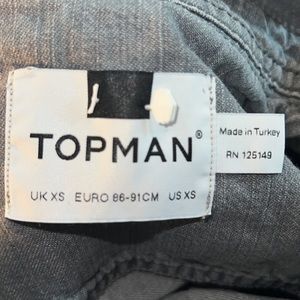 TOPMAN®
UK XS EURO 86-91CM US XS
Made in Turkey
RN 125149